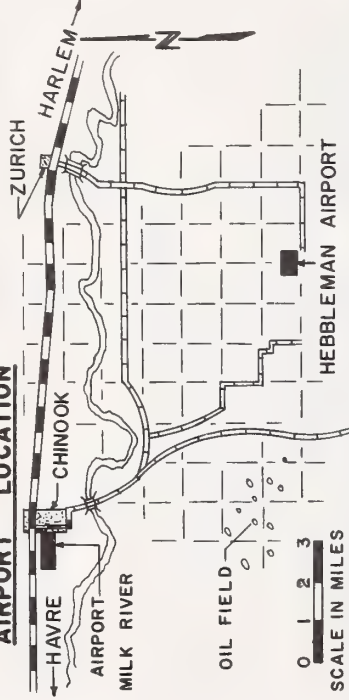 AIRPORT LOCATION
HARLEM
ZURICH
N
HAVRE
CHINOOK
AIRPORT
MILK RIVER
OIL FIELD
HEBBLEMAN AIRPORT
0 1 2 3
SCALE IN MILES